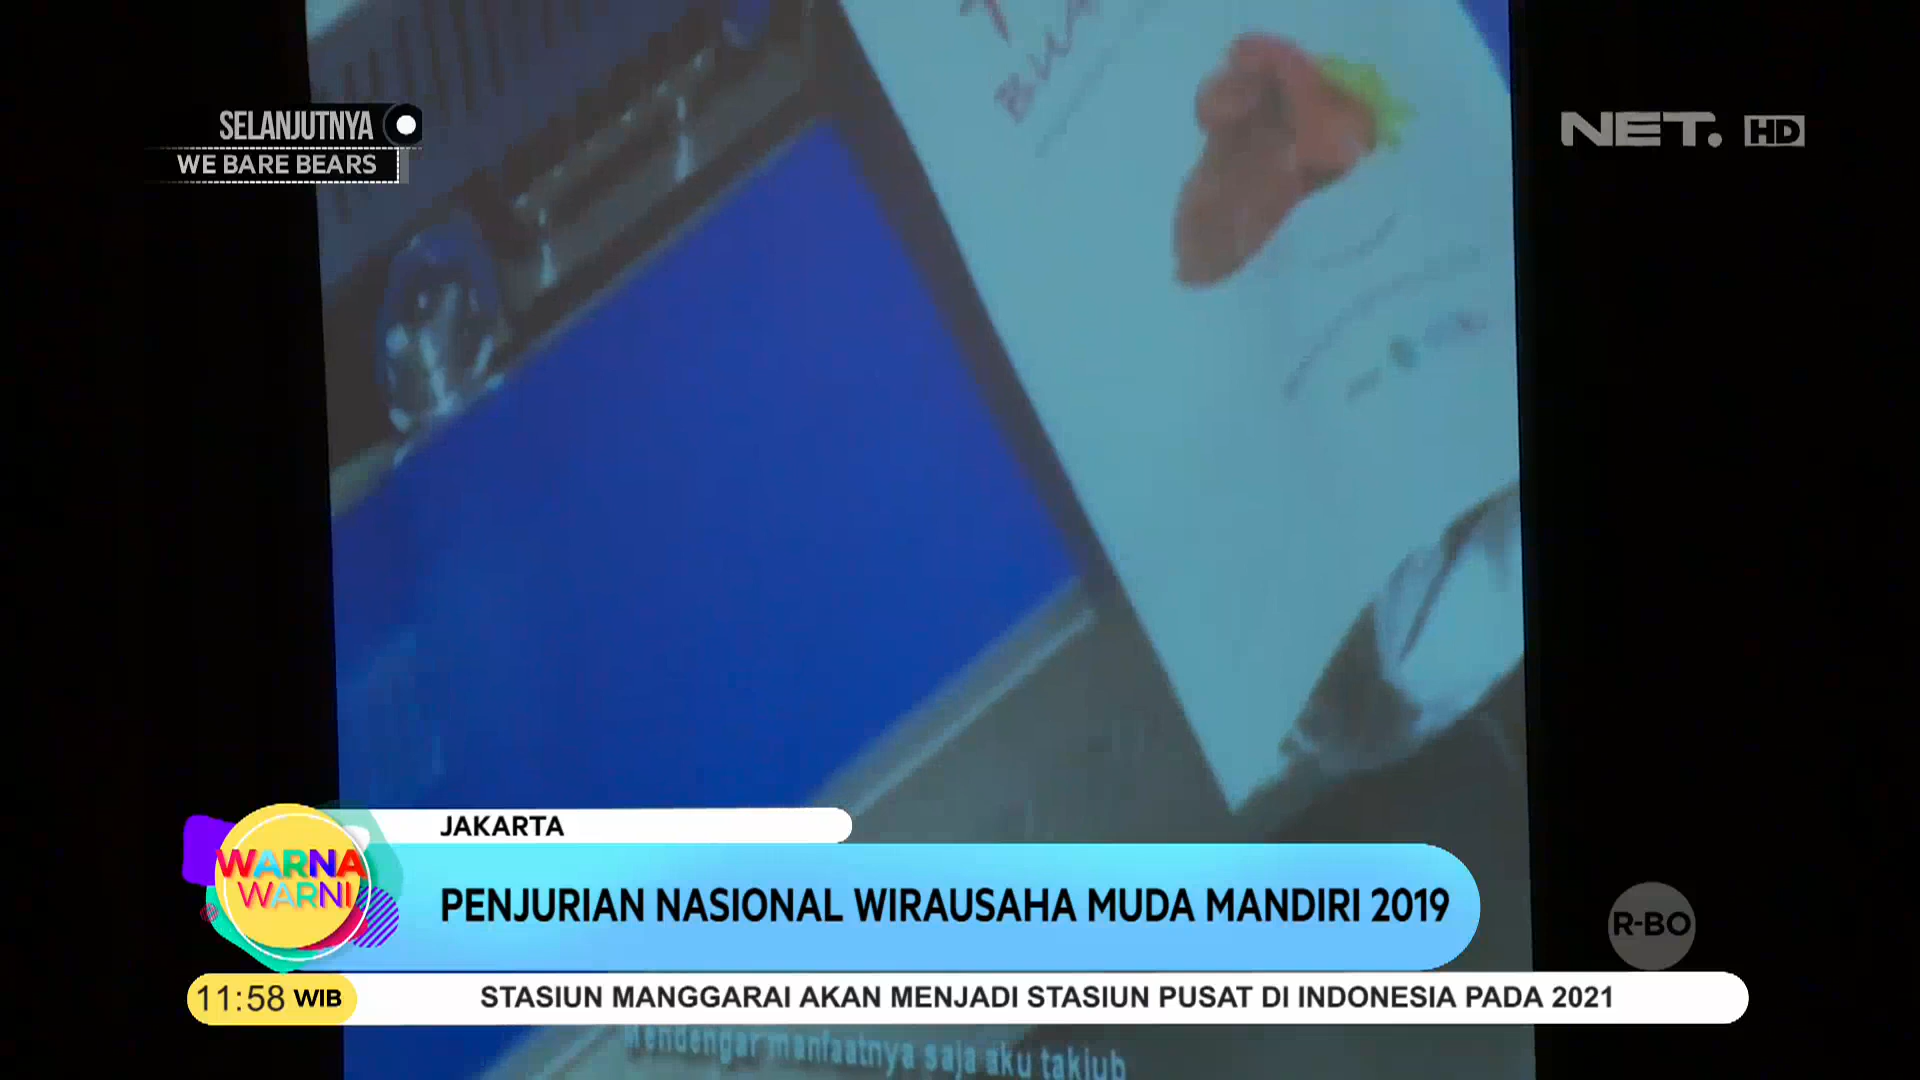 SELANJUTNYA
WE BARE BEARS
NET. HD
JAKARTA
WARNA
WARNI
PENJURIAN NASIONAL WIRAUSAHA MUDA MANDIRI 2019
R-BO
11:58 WIB
STASIUN MANGGARAI AKAN MENJADI STASIUN PUSAT DI INDONESIA PADA 2021
Mendengar manfaatnya saja aku takjub